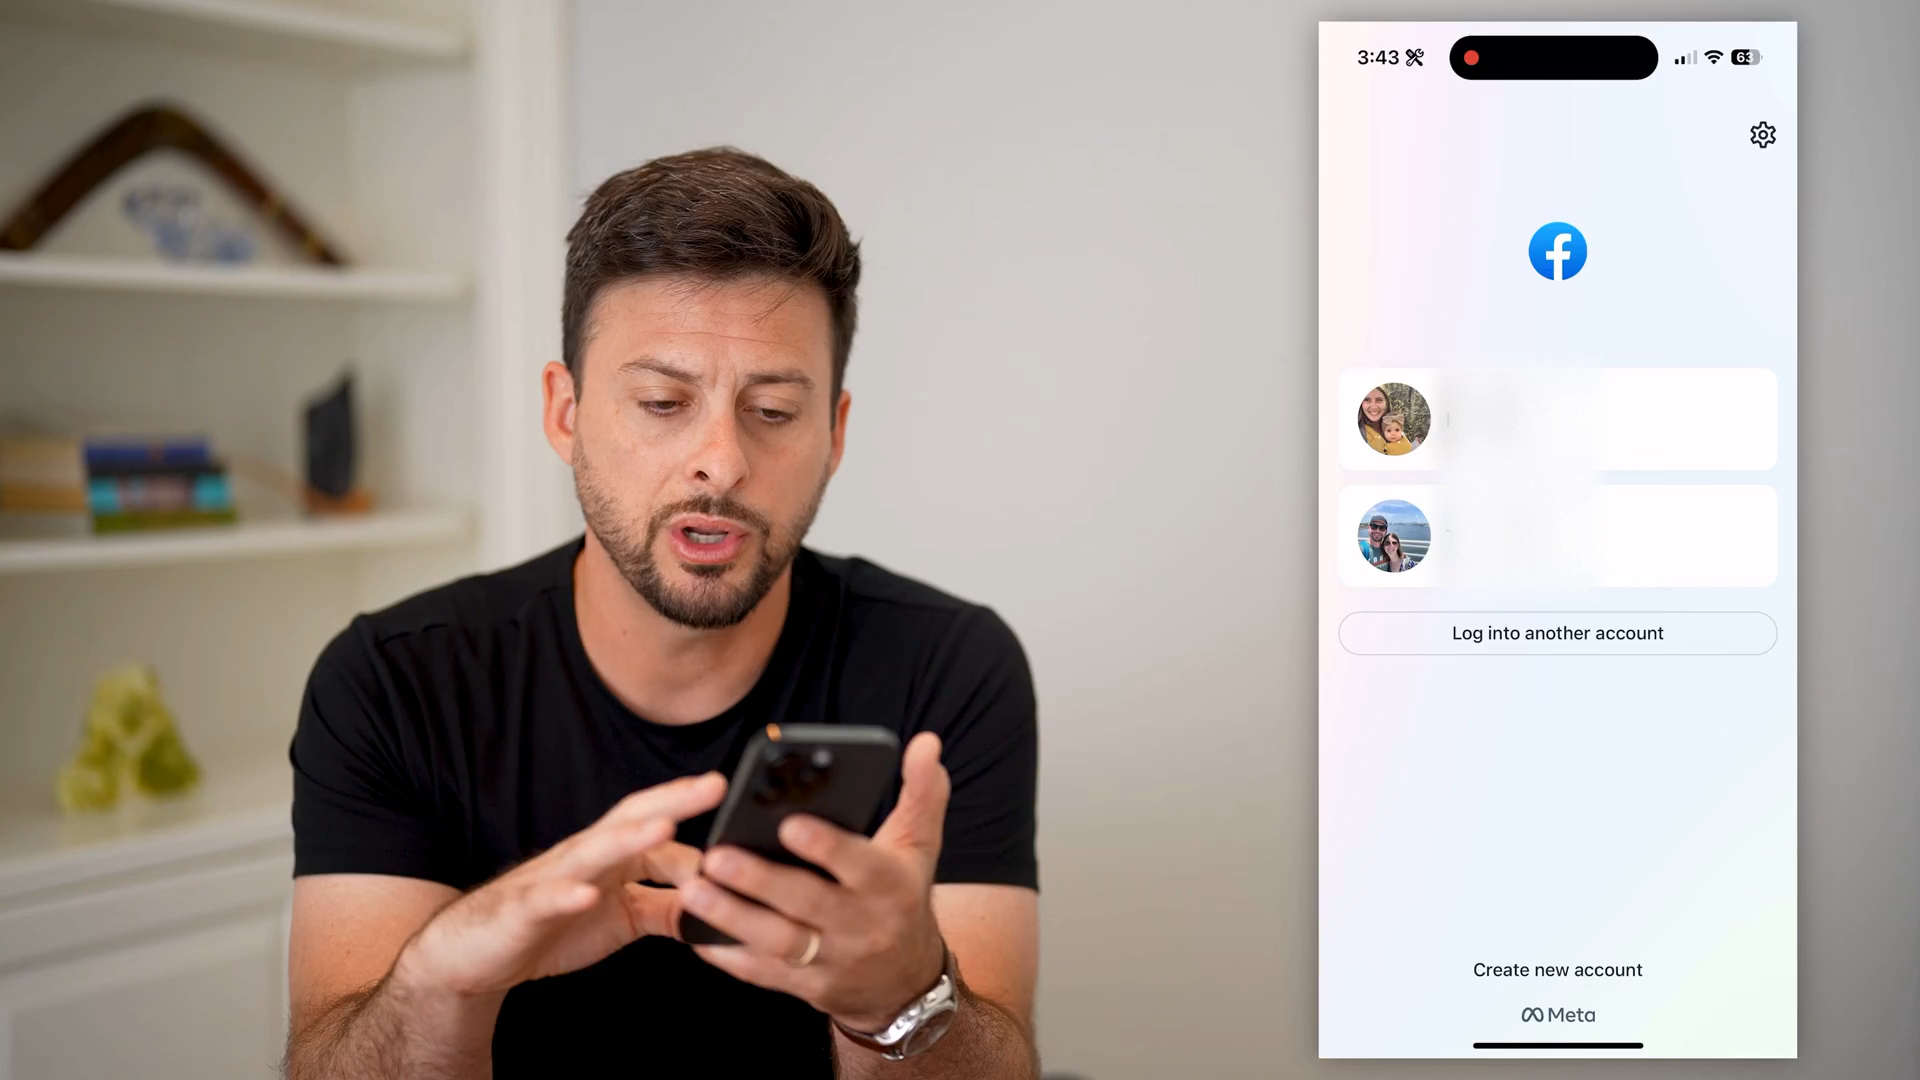 3:43
63
Log into another account
Create new account
Meta